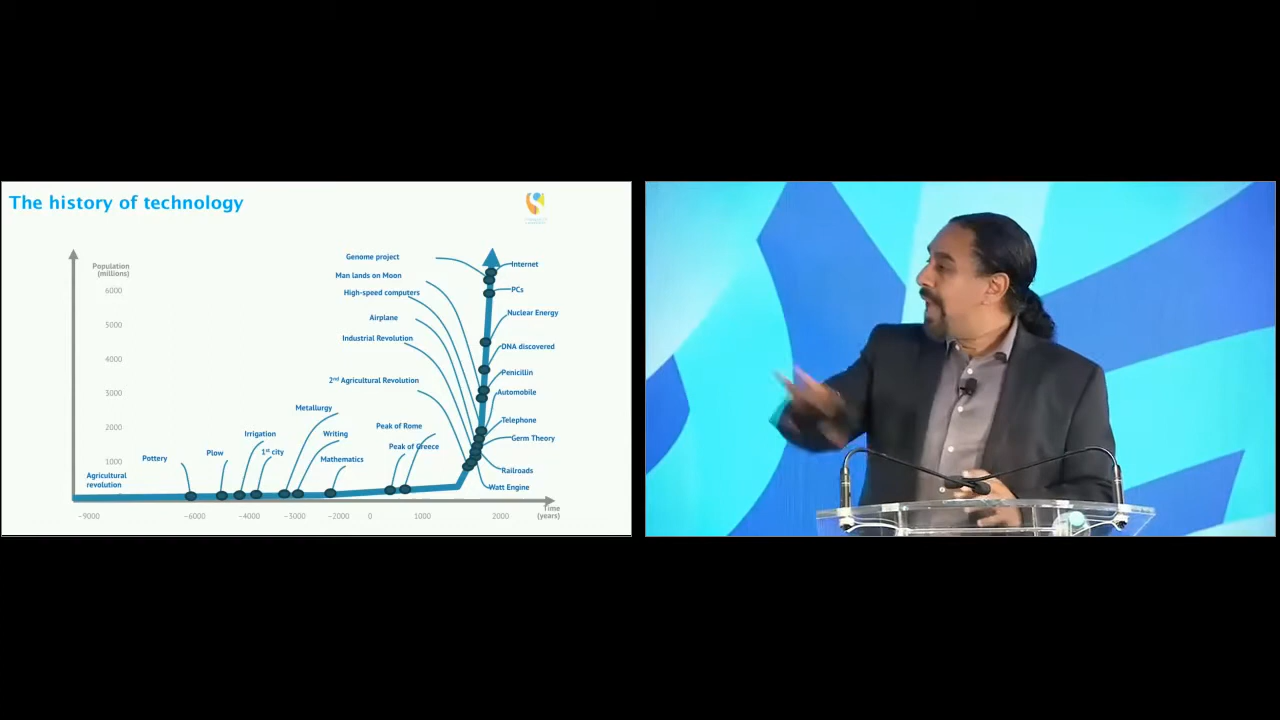 The history of technology
Population
(millions)
6000
5000
4000
3000
2000
1000
Genome project
Man lands on Moon
High-speed computers
Airplane
Industrial Revolution
2nd Agricultural Revolution
Metallurgy
Irrigation
Writing
Peak of Rome
Pottery
Plow
1st city
Mathematics
Peak of Greece
Agricultural
revolution
Internet
PCs
Nuclear Energy
DNA discovered
Penicillin
Automobile
Telephone
Germ Theory
Railroads
Watt Engine
Time
(years)
−9000
−6000
−4000
−3000
−2000
0
1000
2000